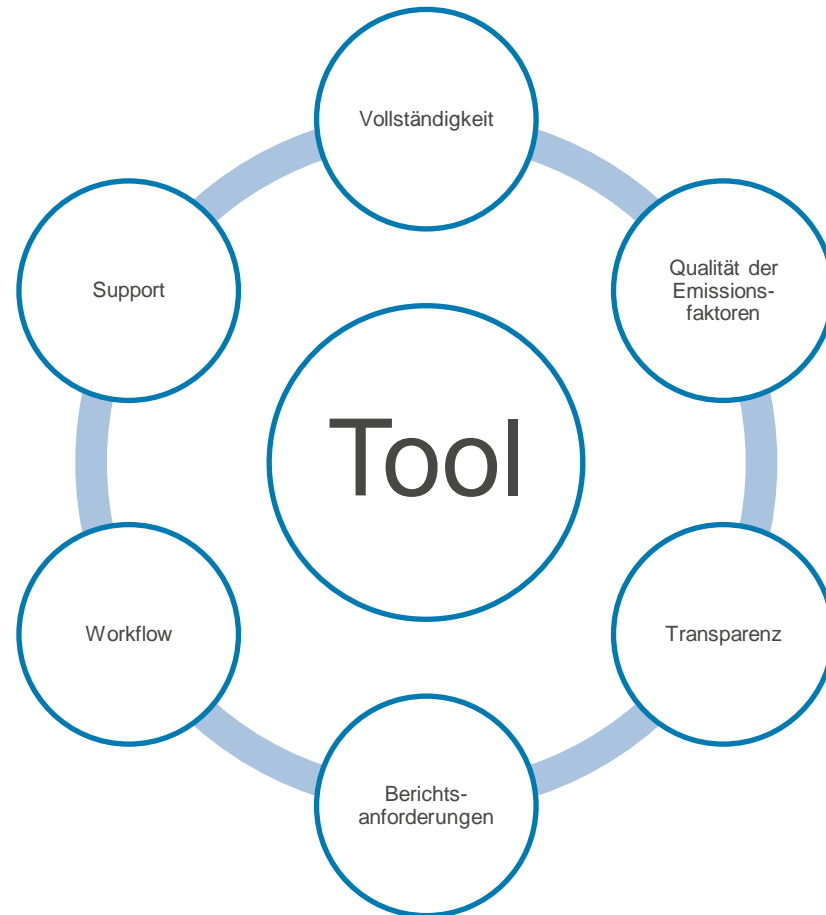 Vollständigkeit
Qualität der
Emissions-
faktoren
Support
Tool
Workflow
Transparenz
Berichts-
anforderungen